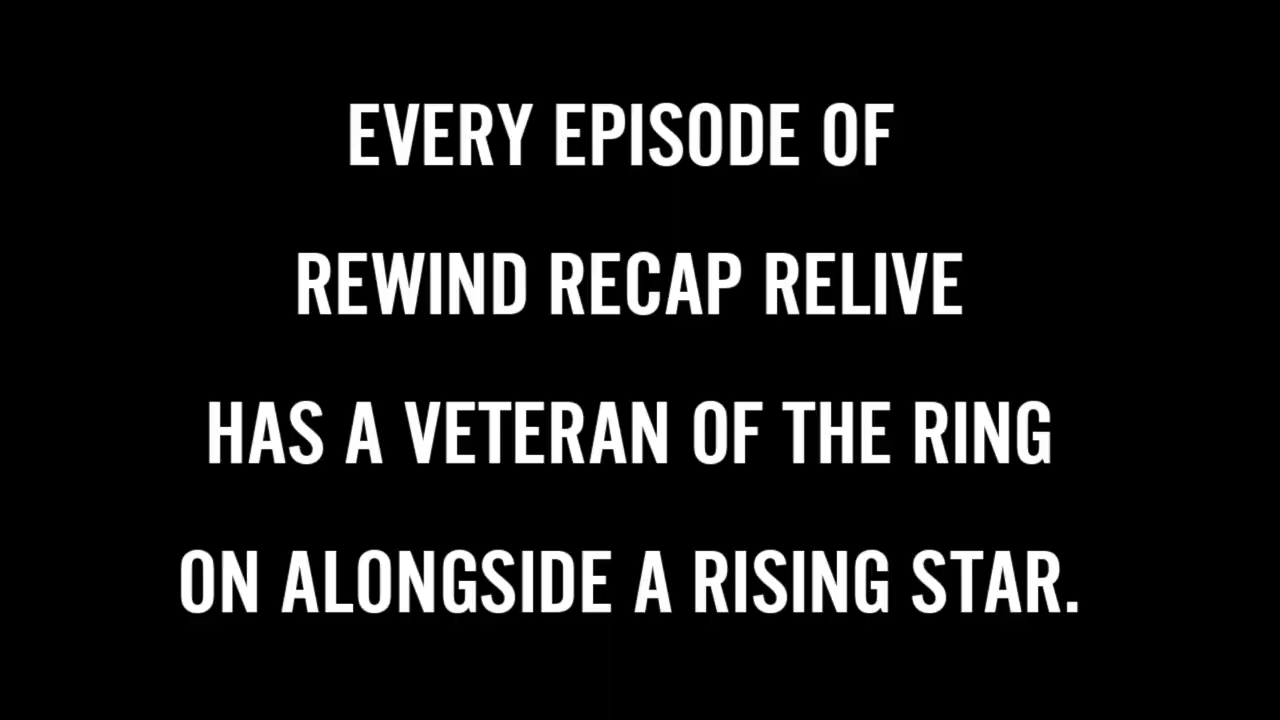 EVERY EPISODE OF
REWIND RECAP RELIVE
HAS A VETERAN OF THE RING
ON ALONGSIDE A RISING STAR.